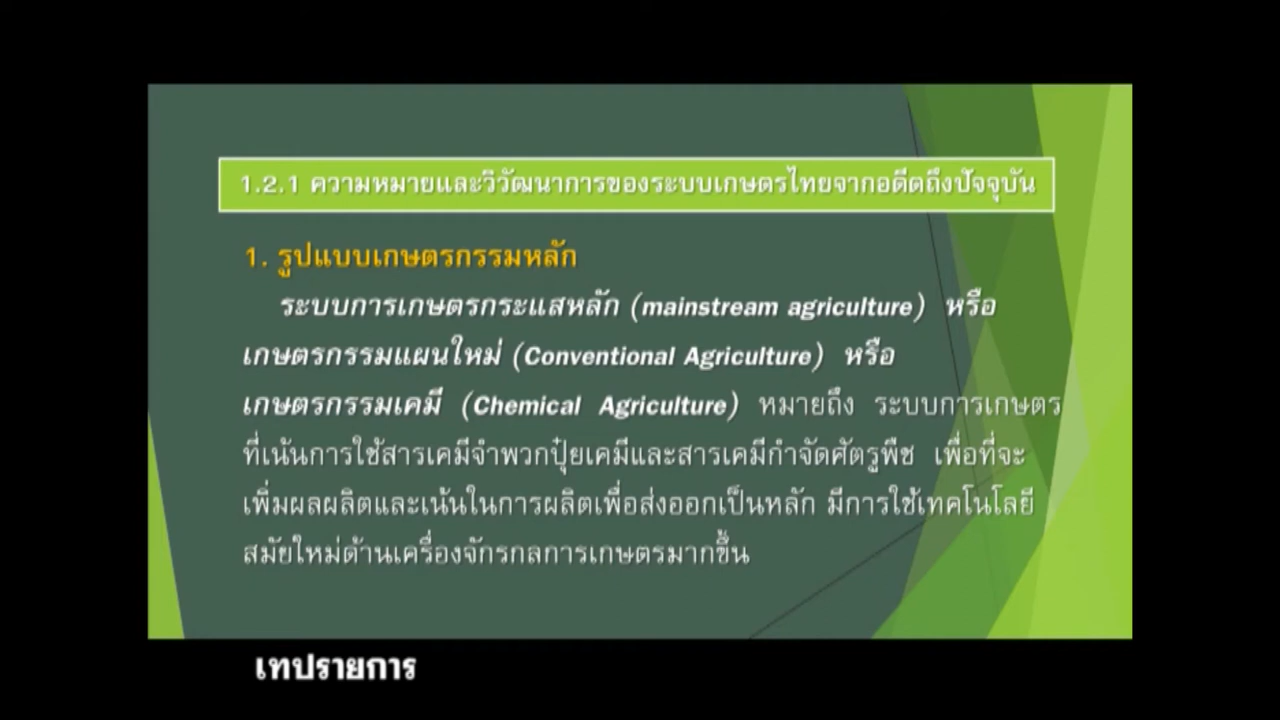 1.2.1 ความหมายและวิวัฒนาการของระบบเกษตรไทยจากอดีตถึงปัจจุบัน
1. รูปแบบเกษตรกรรมหลัก
ระบบการเกษตรกระแสหลัก (mainstream agriculture) หรือ
เกษตรกรรมแผนใหม่ (Conventional Agriculture) หรือ
เกษตรกรรมเคมี (Chemical Agriculture) หมายถึง ระบบการเกษตร
ที่เน้นการใช้สารเคมีจำพวกปุ๋ยเคมีและสารเคมีกำจัดศัตรูพืช เพื่อที่จะ
เพิ่มผลผลิตและเน้นในการผลิตเพื่อส่งออกเป็นหลัก มีการใช้เทคโนโลยี
สมัยใหม่ด้านเครื่องจักรกลการเกษตรมากขึ้น
เทปรายการ